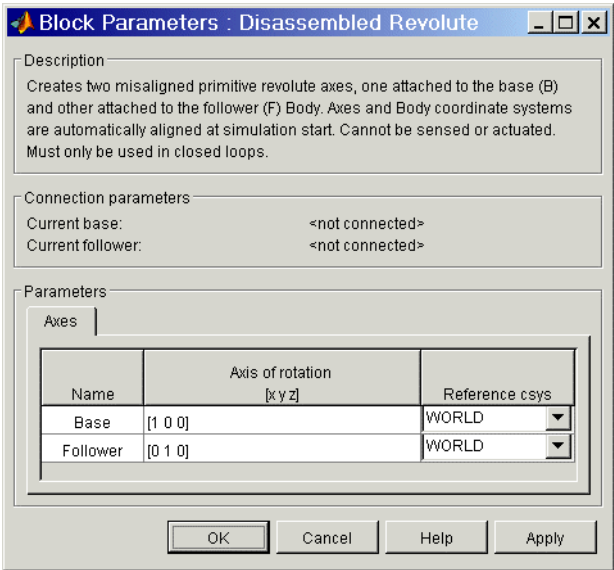 Block Parameters : Disassembled Revolute
Description
Creates two misaligned primitive revolute axes, one attached to the base (B)
and other attached to the follower (F) Body. Axes and Body coordinate systems
are automatically aligned at simulation start. Cannot be sensed or actuated.
Must only be used in closed loops.
Connection parameters
Current base: <not connected>
Current follower: <not connected>
Parameters
Axes
Axis of rotation
Name [x y z] Reference csys
Base [1 0 0] WORLD
Follower [0 1 0] WORLD
OK Cancel Help Apply